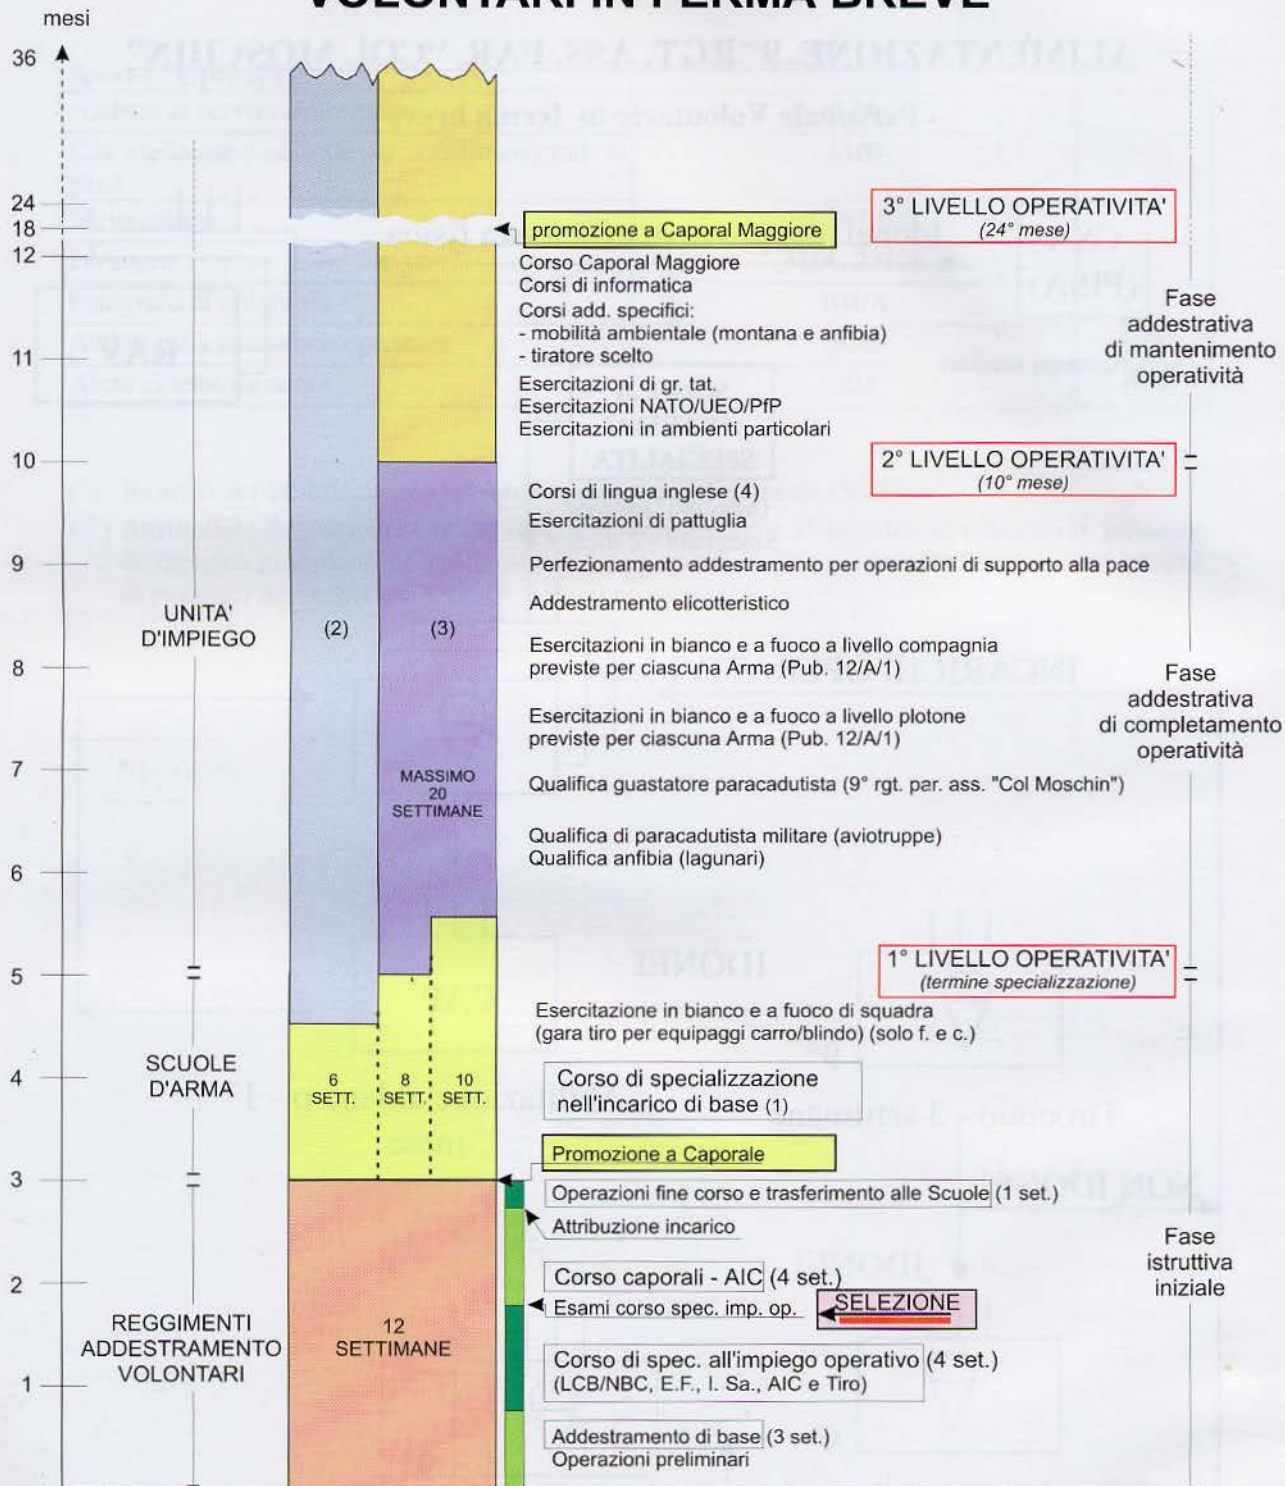 VOLONTARI IN FERMA BREVE
mesi
36
24
18
12
11
10
9
8
7
6
5
4
3
2
1
UNITA'
D'IMPIEGO
SCUOLE
D'ARMA
REGGIMENTI
ADDESTRAMENTO
VOLONTARI
(2)
(3)
MASSIMO
20
SETTIMANE
6
SETT.
8
SETT.
10
SETT.
12
SETTIMANE
promozione a Caporal Maggiore
Corso Caporal Maggiore
Corsi di informatica
Corsi add. specifici:
- mobilità ambientale (montana e anfibia)
- tiratore scelto
Esercitazioni di gr. tat.
Esercitazioni NATO/UEO/PfP
Esercitazioni in ambienti particolari
Corsi di lingua inglese (4)
Esercitazioni di pattuglia
Perfezionamento addestramento per operazioni di supporto alla pace
Addestramento elicotteristico
Esercitazioni in bianco e a fuoco a livello compagnia
previste per ciascuna Arma (Pub. 12/A/1)
Esercitazioni in bianco e a fuoco a livello plotone
previste per ciascuna Arma (Pub. 12/A/1)
Qualifica guastatore paracadutista (9° rgt. par. ass. "Col Moschin")
Qualifica di paracadutista militare (aviotruppe)
Qualifica anfibia (lagunari)
Esercitazione in bianco e a fuoco di squadra
(gara tiro per equipaggi carro/blindo) (solo f. e c.)
Corso di specializzazione
nell'incarico di base (1)
Promozione a Caporale
Operazioni fine corso e trasferimento alle Scuole (1 set.)
Attribuzione incarico
Corso caporali - AIC (4 set.)
Esami corso spec. imp. op.
SELEZIONE
Corso di spec. all'impiego operativo (4 set.)
(LCB/NBC, E.F., I. Sa., AIC e Tiro)
Addestramento di base (3 set.)
Operazioni preliminari
3° LIVELLO OPERATIVITA'
(24° mese)
Fase
addestrativa
di mantenimento
operatività
2° LIVELLO OPERATIVITA'
(10° mese)
Fase
addestrativa
di completamento
operatività
1° LIVELLO OPERATIVITA'
(termine specializzazione)
Fase
istruttiva
iniziale